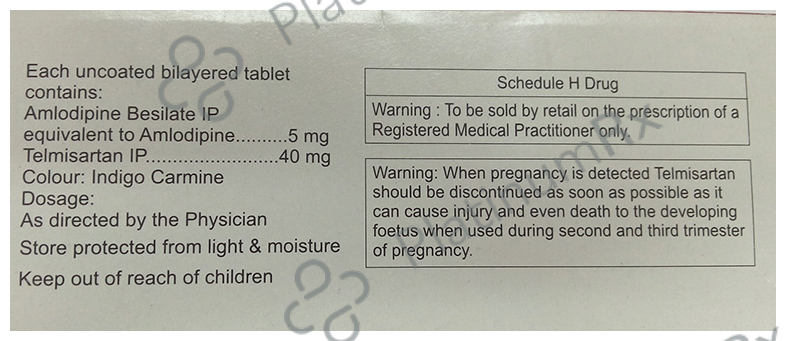 Each uncoated bilayered tablet
contains:
Amlodipine Besilate IP
equivalent to Amlodipine..........5 mg
Telmisartan IP........................40 mg
Colour: Indigo Carmine
Dosage:
As directed by the Physician
Store protected from light & moisture
Keep out of reach of children
Schedule H Drug
Warning : To be sold by retail on the prescription of a
Registered Medical Practitioner only.
Warning: When pregnancy is detected Telmisartan
should be discontinued as soon as possible as it
can cause injury and even death to the developing
foetus when used during second and third trimester
of pregnancy.
PlatinumRx